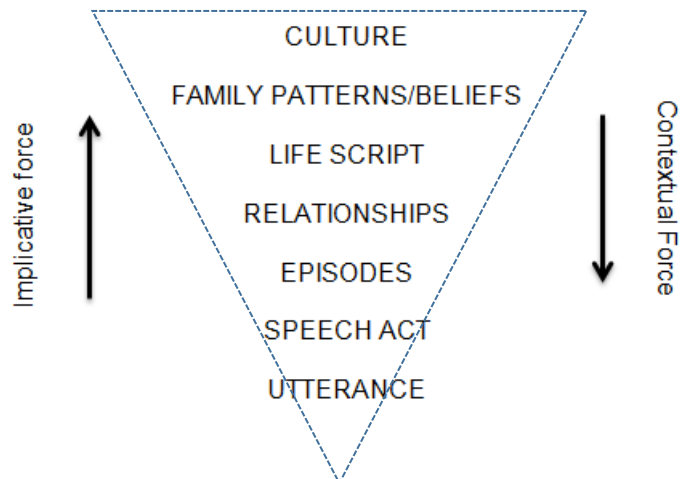 CULTURE
FAMILY PATTERNS/BELIEFS
LIFE SCRIPT
RELATIONSHIPS
EPISODES
SPEECH ACT
UTTERANCE
Implicative force
Contextual Force